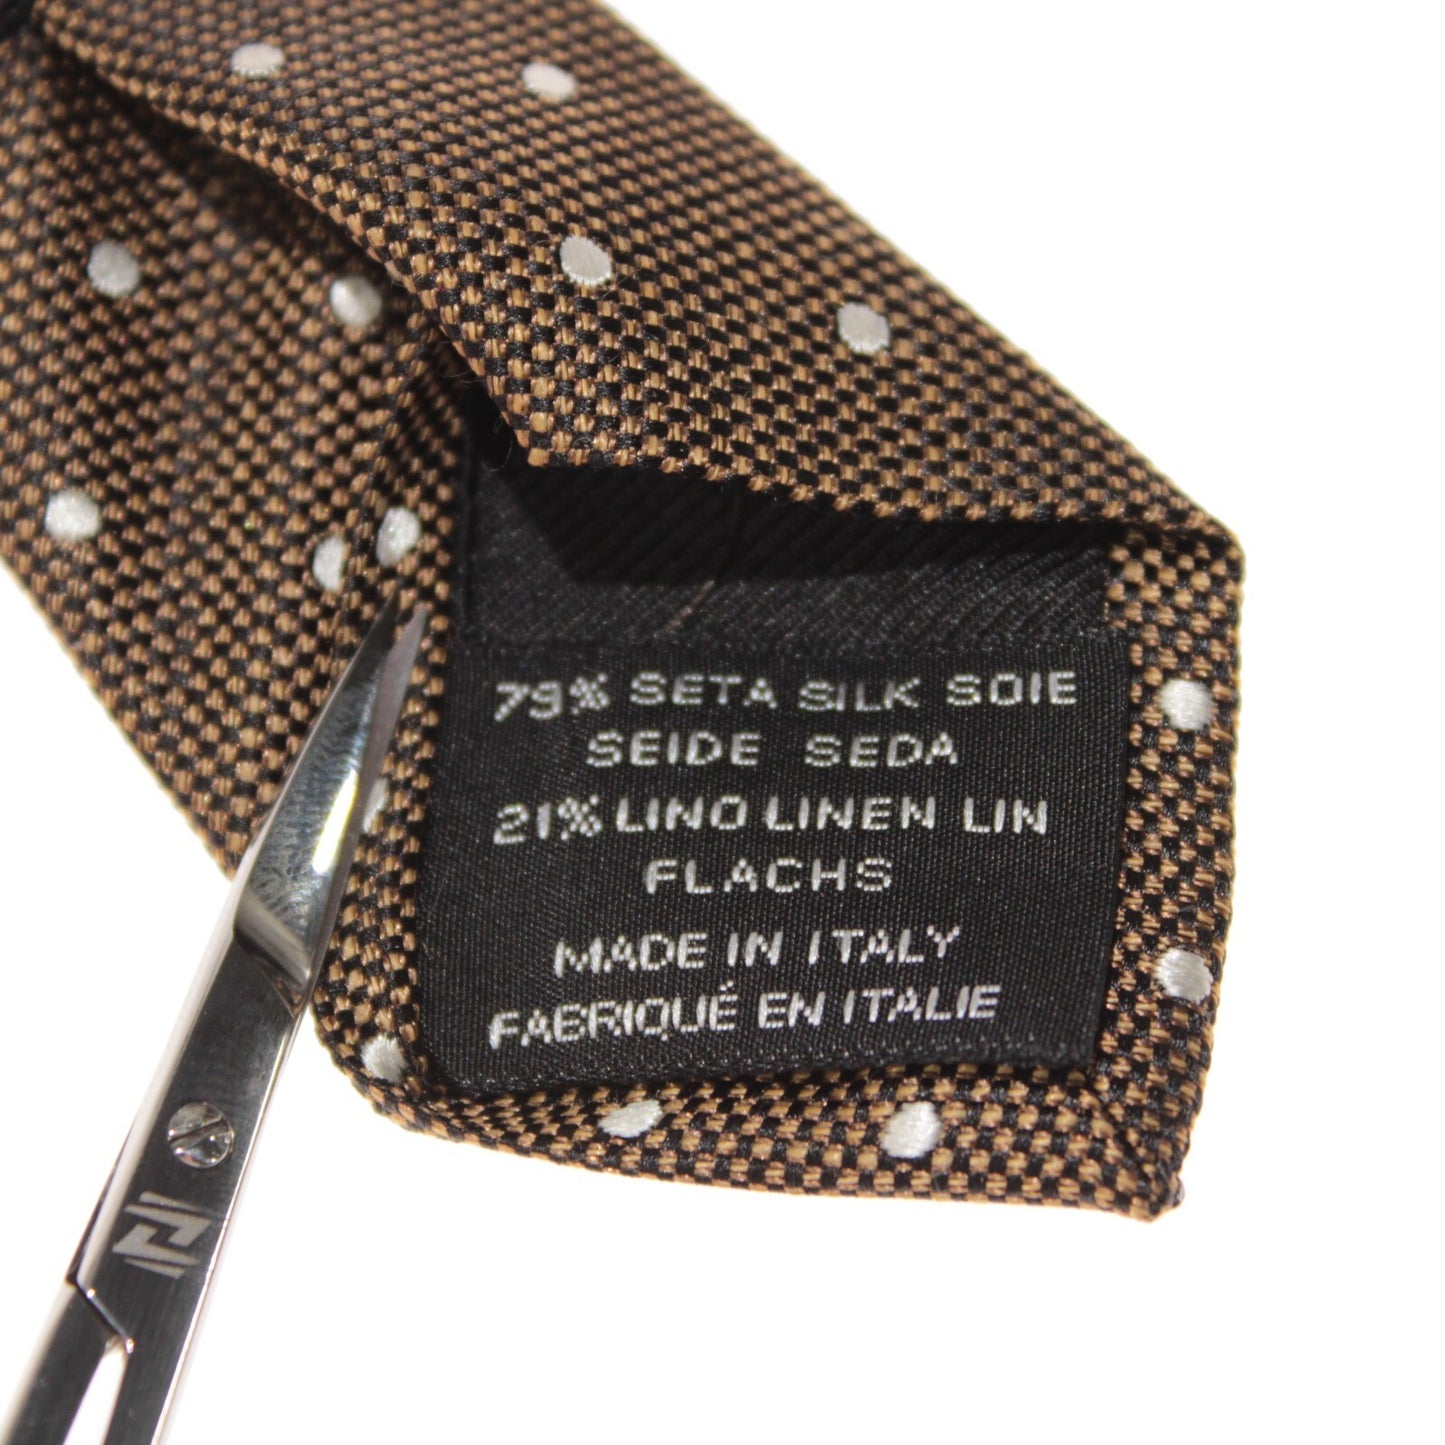 79% SETA SILK SOIE
SEIDE SEDA
21% LINO LINEN LIN
FLACHS
MADE IN ITALY
FABRIQUÉ EN ITALIE